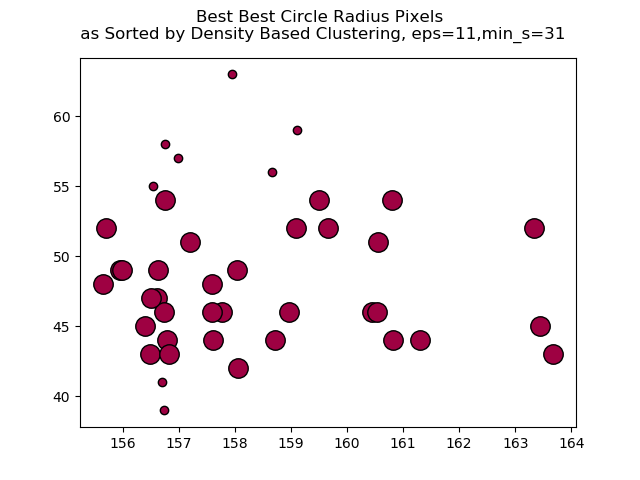 Best Best Circle Radius Pixels
as Sorted by Density Based Clustering, eps=11,min_s=31
60
55
50
45
40
156 157 158 159 160 161 162 163 164